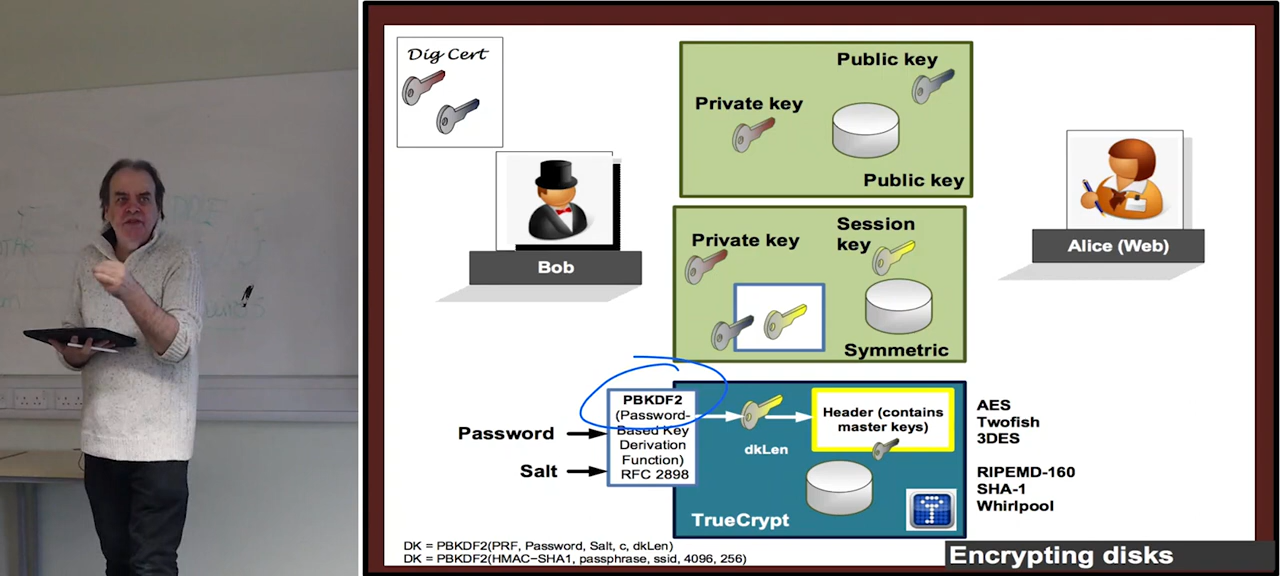 Dig Cert
Public key
Private key
Public key
Bob
Alice (Web)
Private key
Session
key
Symmetric
PBKDF2
(Password-
Based Key
Derivation
Function)
RFC 2898
Password
Salt
dkLen
Header (contains
master keys)
AES
Twofish
3DES
RIPEMD-160
SHA-1
Whirlpool
TrueCrypt
T
DK = PBKDF2(PRF, Password, Salt, c, dkLen)
DK = PBKDF2(HMAC−SHA1, passphrase, ssid, 4096, 256)
Encrypting disks